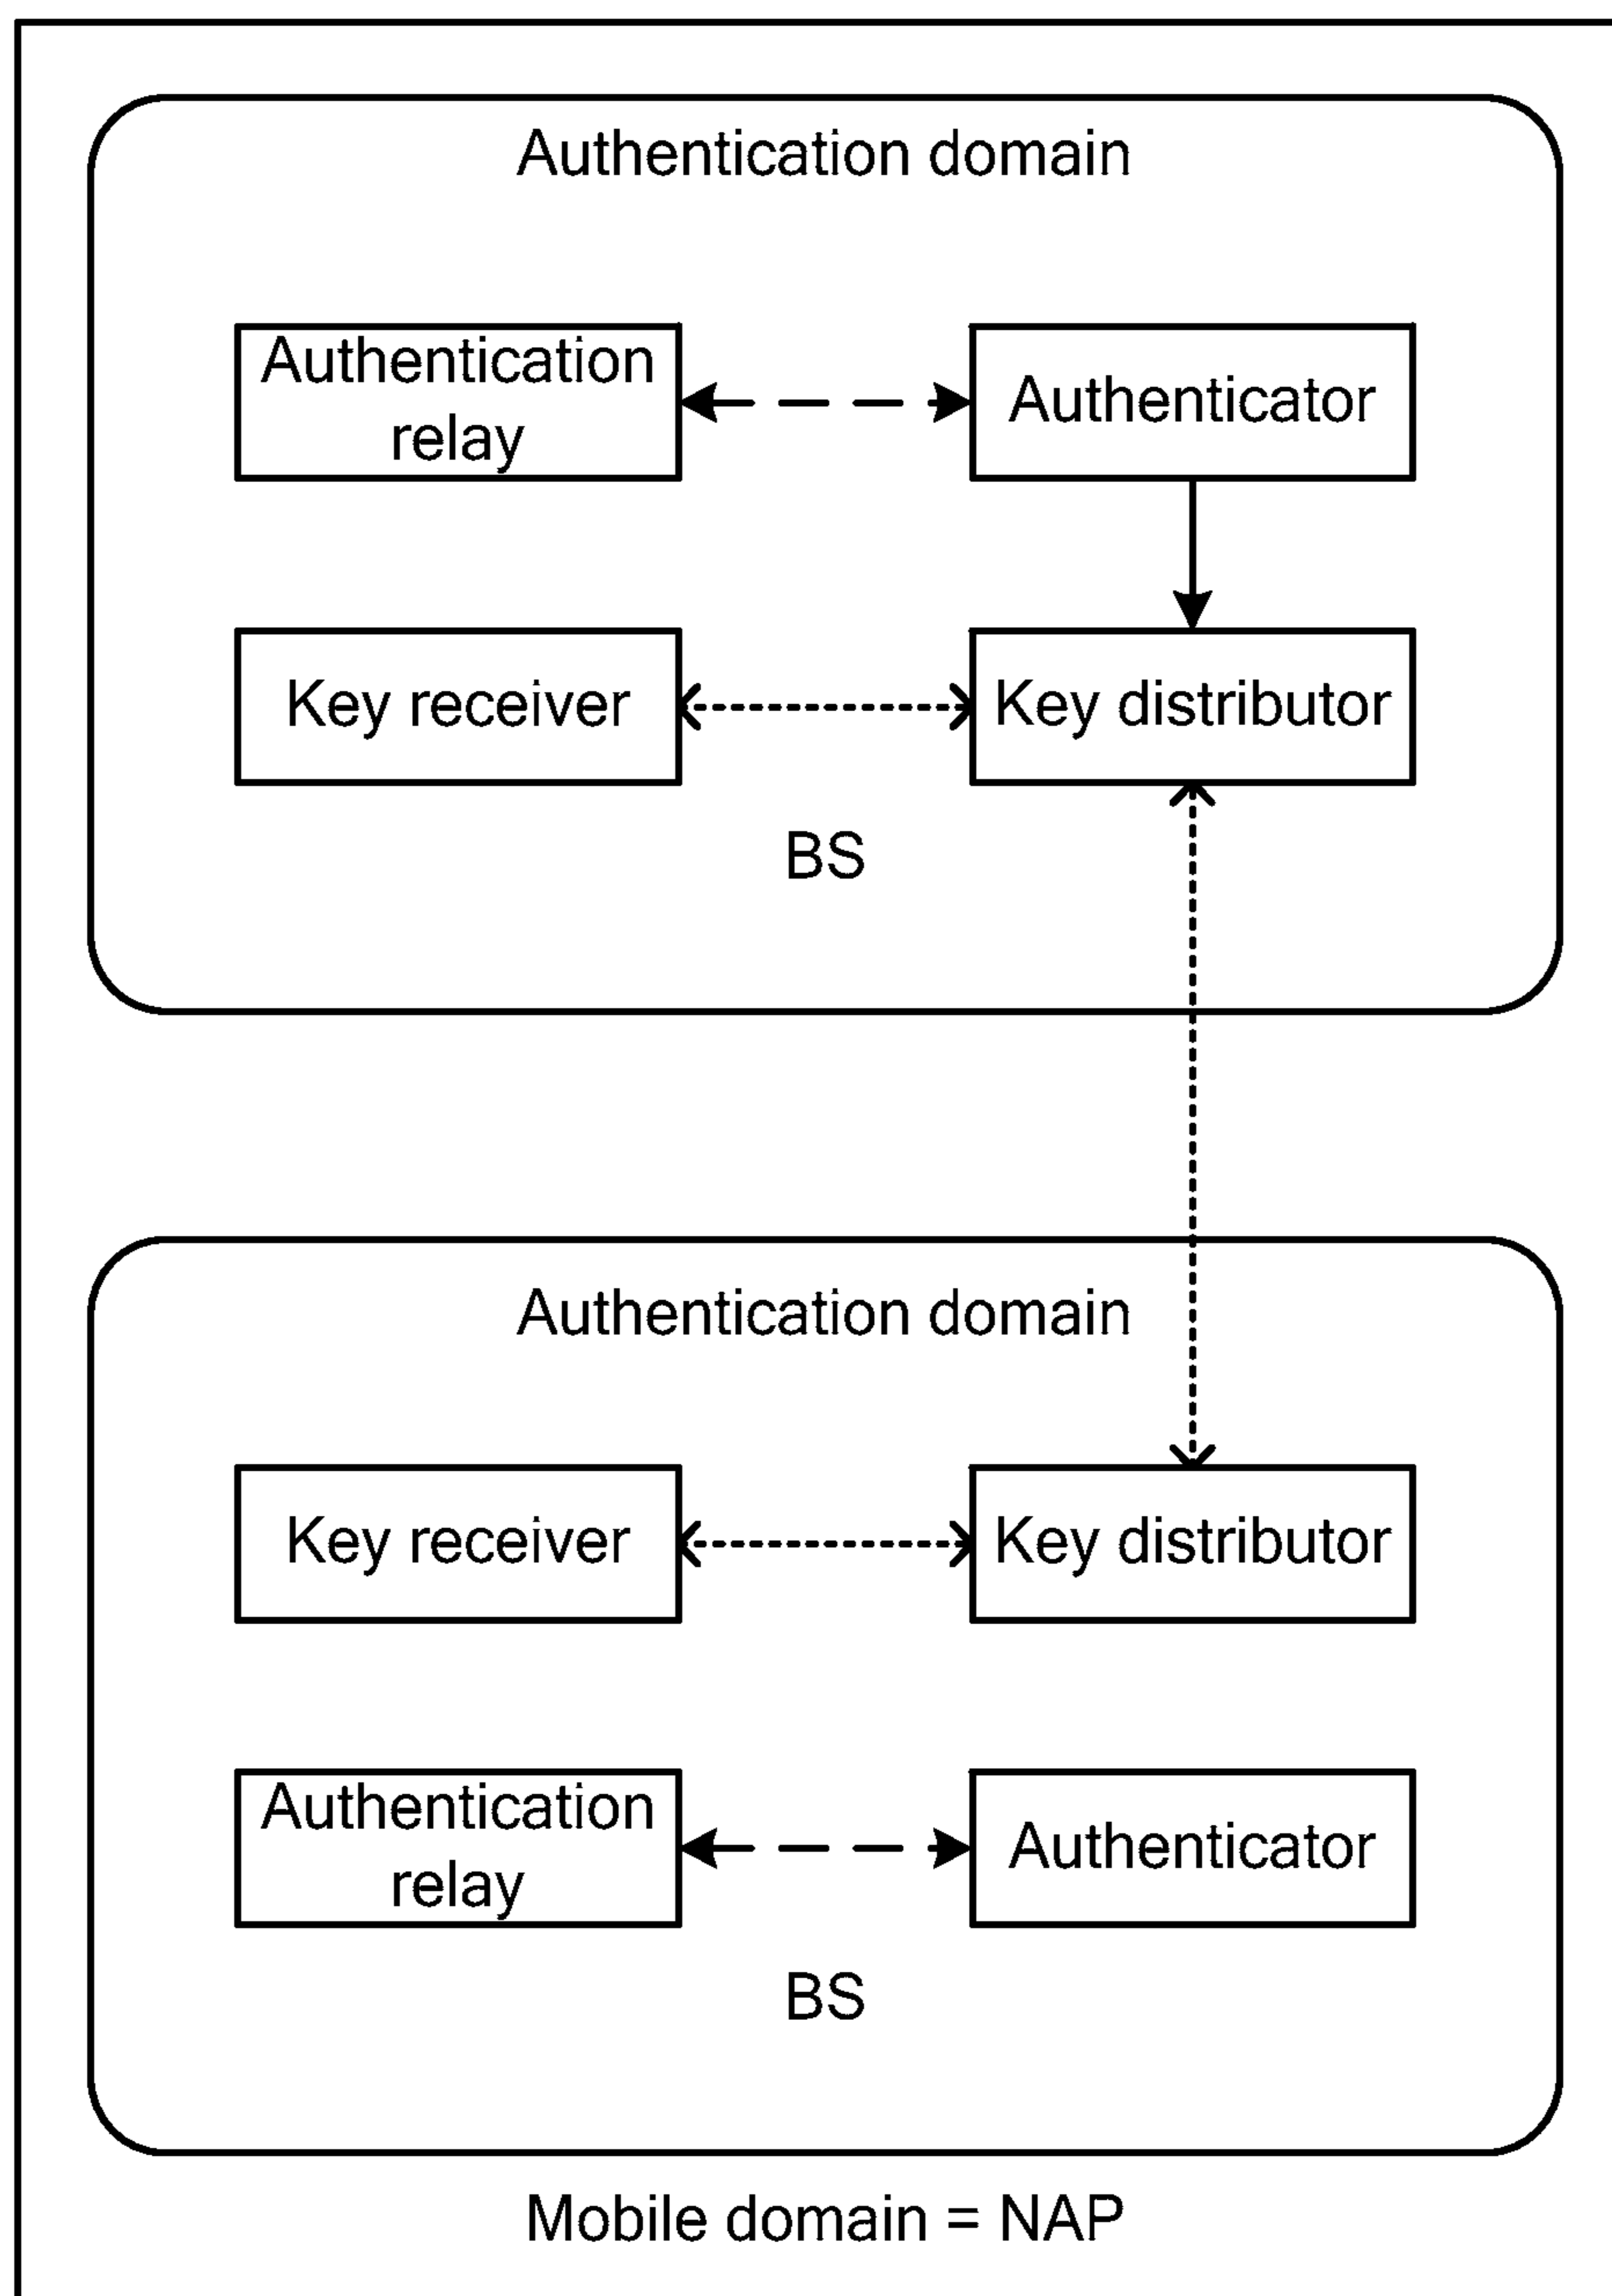 Authentication domain
Authentication
relay
Authenticator
Key receiver
Key distributor
BS
Authentication domain
Key receiver
Key distributor
Authentication
relay
Authenticator
BS
Mobile domain = NAP